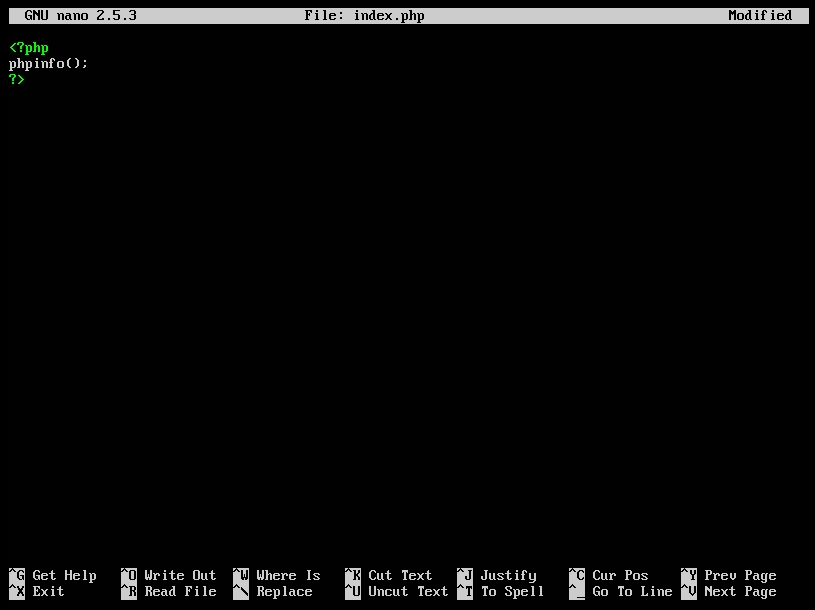 GNU nano 2.5.3 File: index.php Modified
<?php
phpinfo();
?>
^G Get Help ^O Write Out ^W Where Is ^K Cut Text ^J Justify ^C Cur Pos ^Y Prev Page
^X Exit ^R Read File ^\ Replace ^U Uncut Text ^T To Spell ^_ Go To Line ^V Next Page